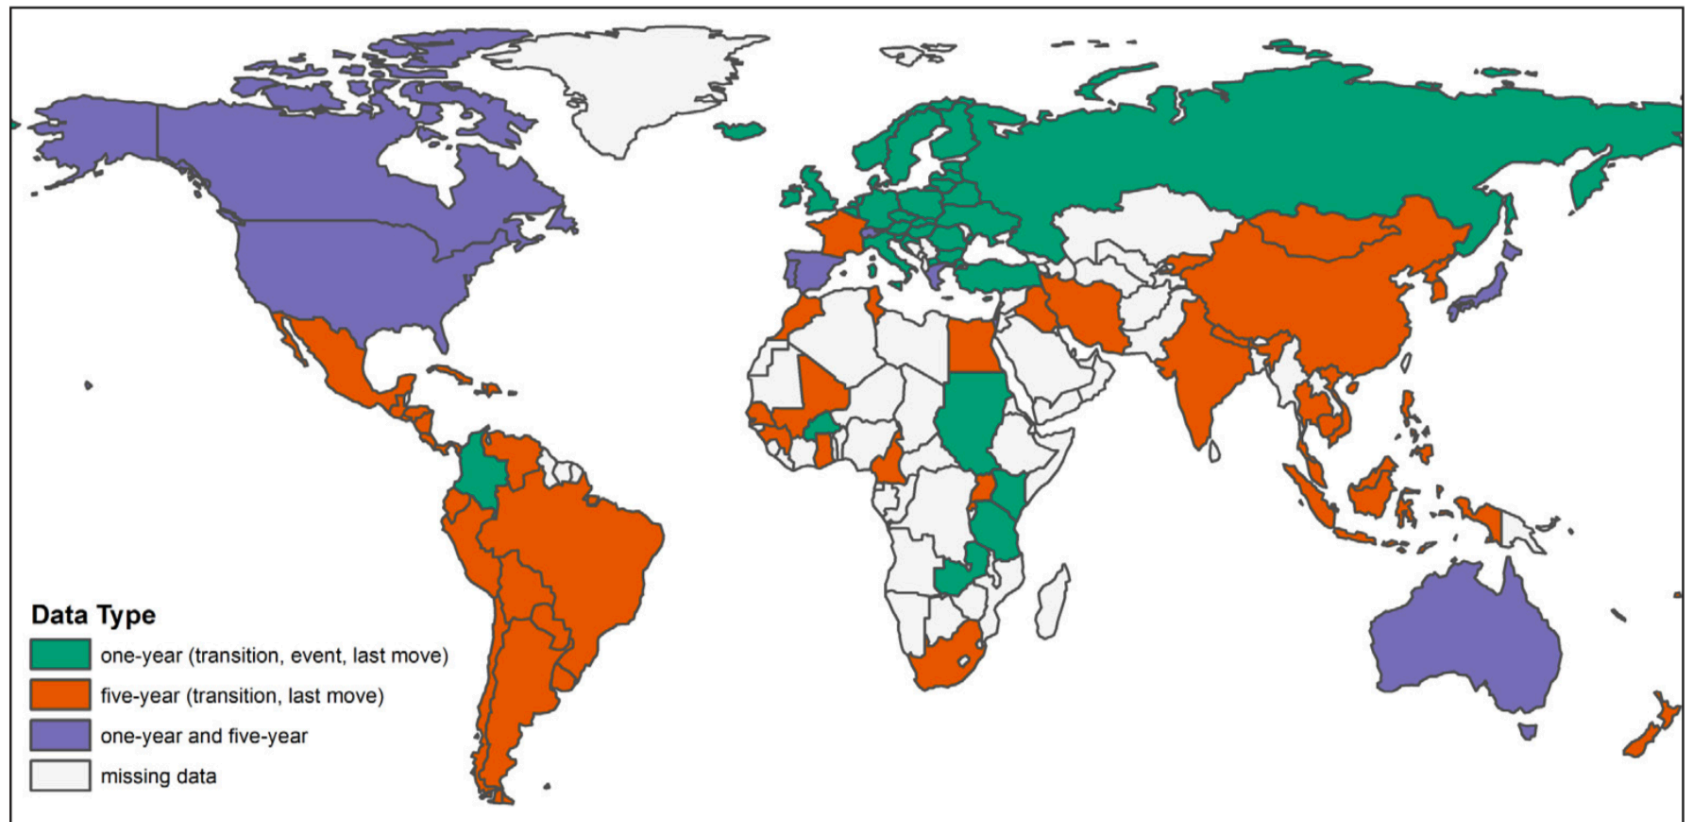 Data Type
one-year (transition, event, last move)
five-year (transition, last move)
one-year and five-year
missing data